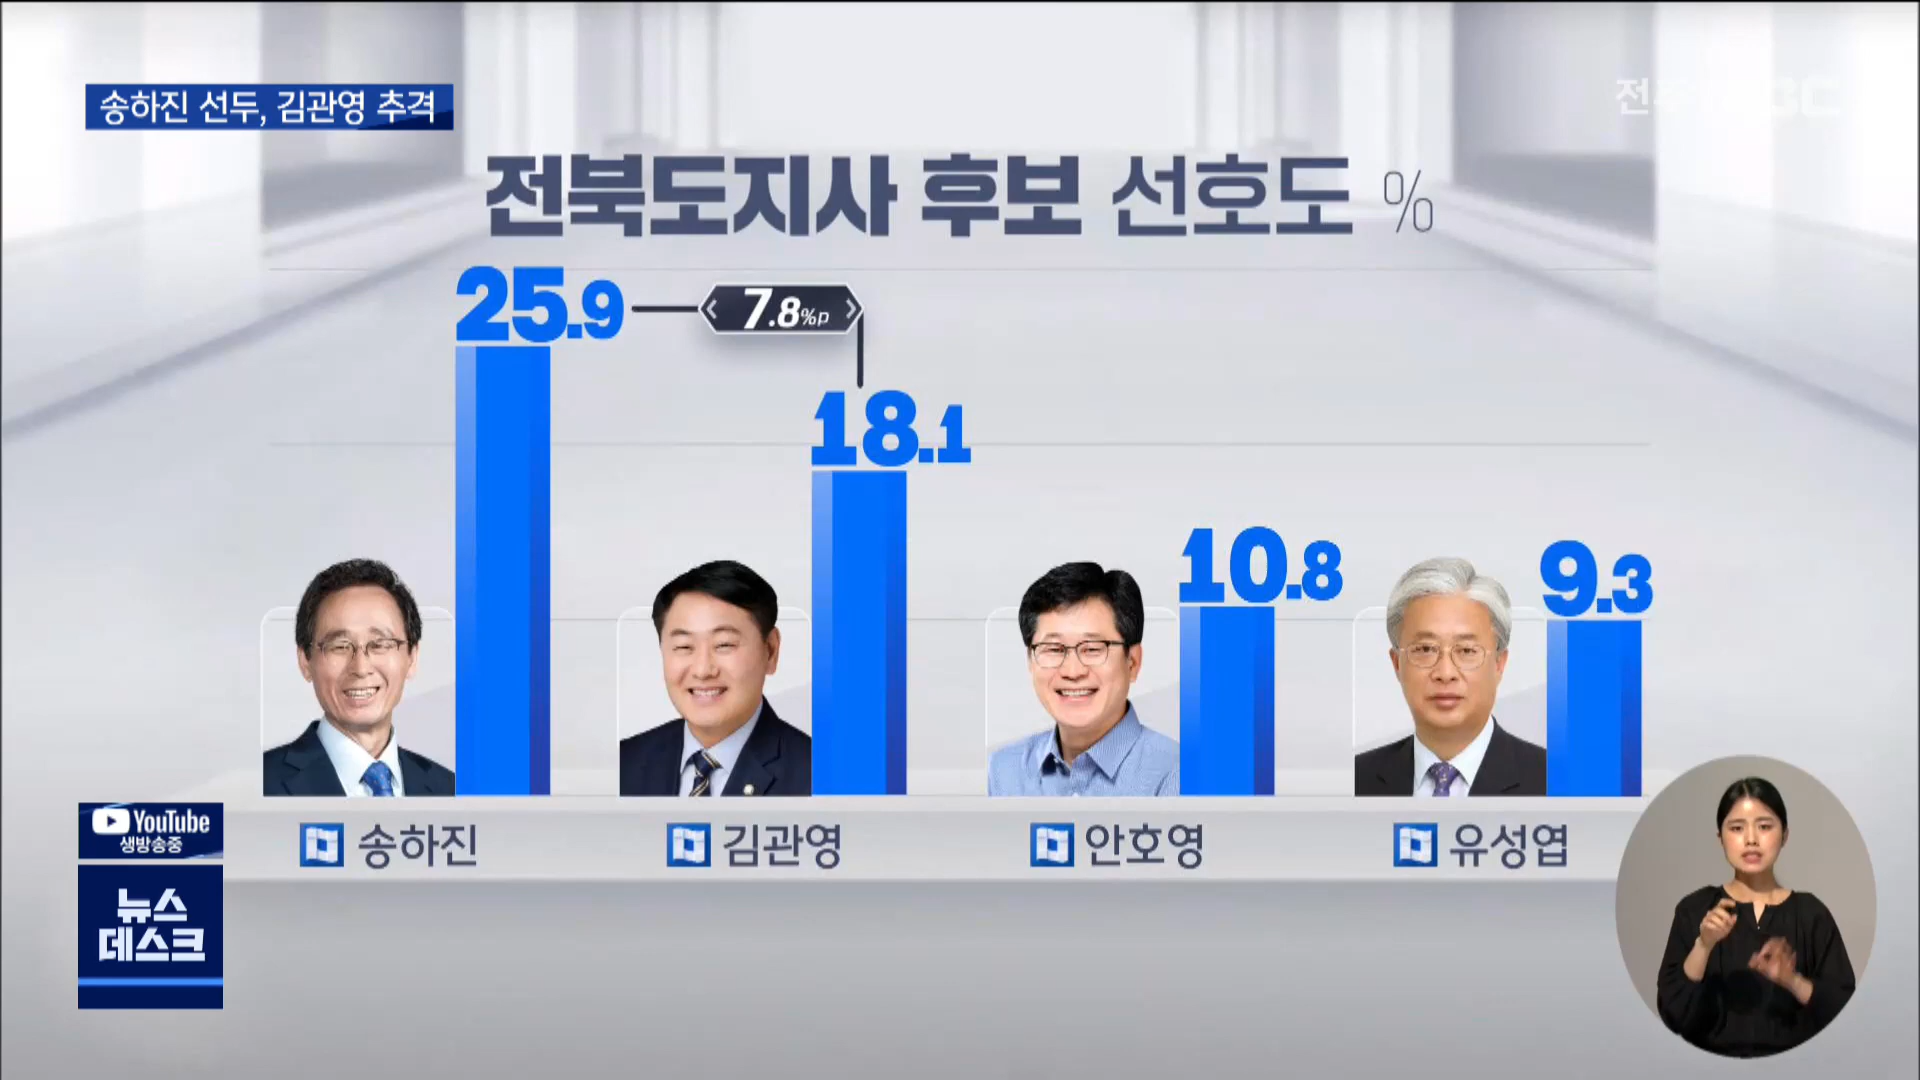 송하진 선두, 김관영 추격
전북도지사 후보 선호도 %
25.9
7.8%p
18.1
10.8
9.3
송하진
김관영
안호영
유성엽
YouTube
생방송중
뉴스
데스크